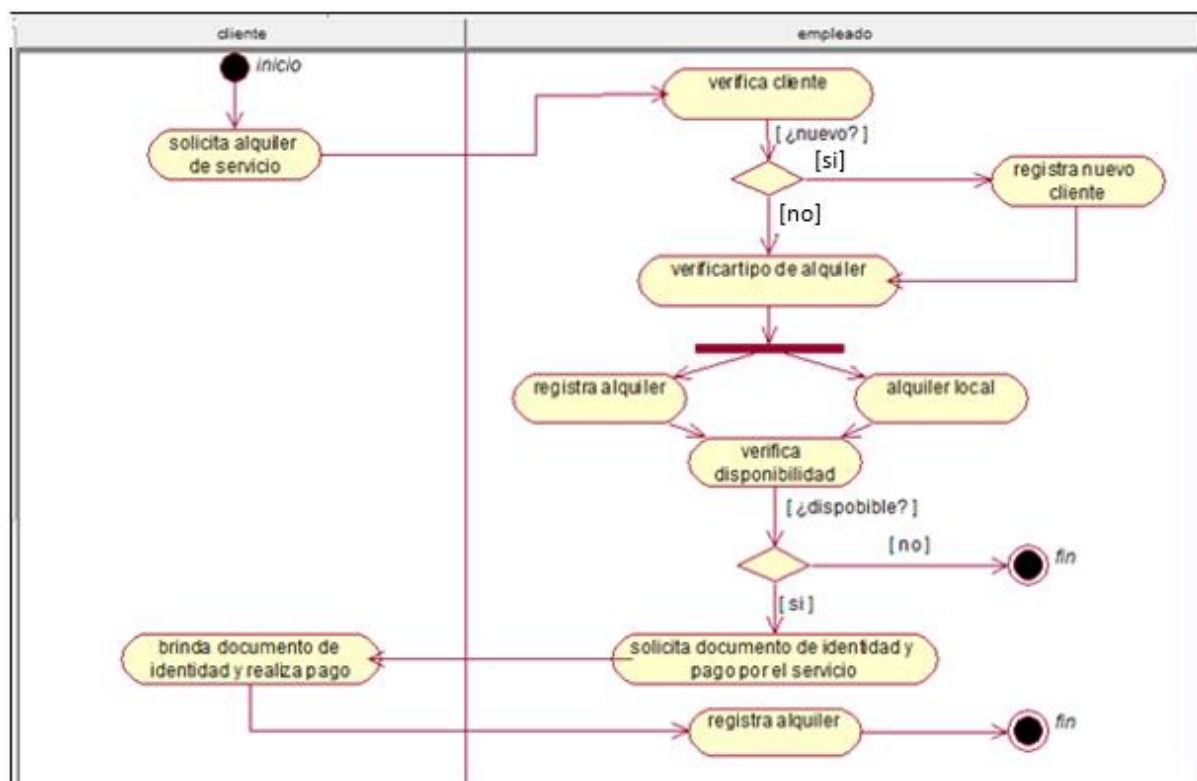 cliente
empleado
inicio
verifica cliente
[ ¿nuevo? ]
solicita alquiler
de servicio
[si]
registra nuevo
cliente
[no]
verificartipo de alquiler
registra alquiler
alquiler local
verifica
disponibilidad
[ ¿dispobible? ]
[ no ]
fin
[ si ]
brinda documento de
identidad y realiza pago
solicita documento de identidad y
pago por el servicio
registra alquiler
fin